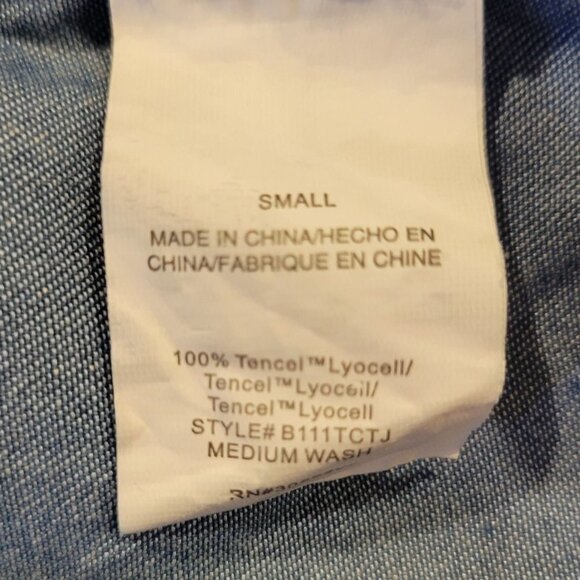 SMALL
MADE IN CHINA/HECHO EN
CHINA/FABRIQUE EN CHINE
100% Tencel™Lyocell/
Tencel™Lyocell/
Tencel™Lyocell
STYLE# B111TCTJ
MEDIUM WASH